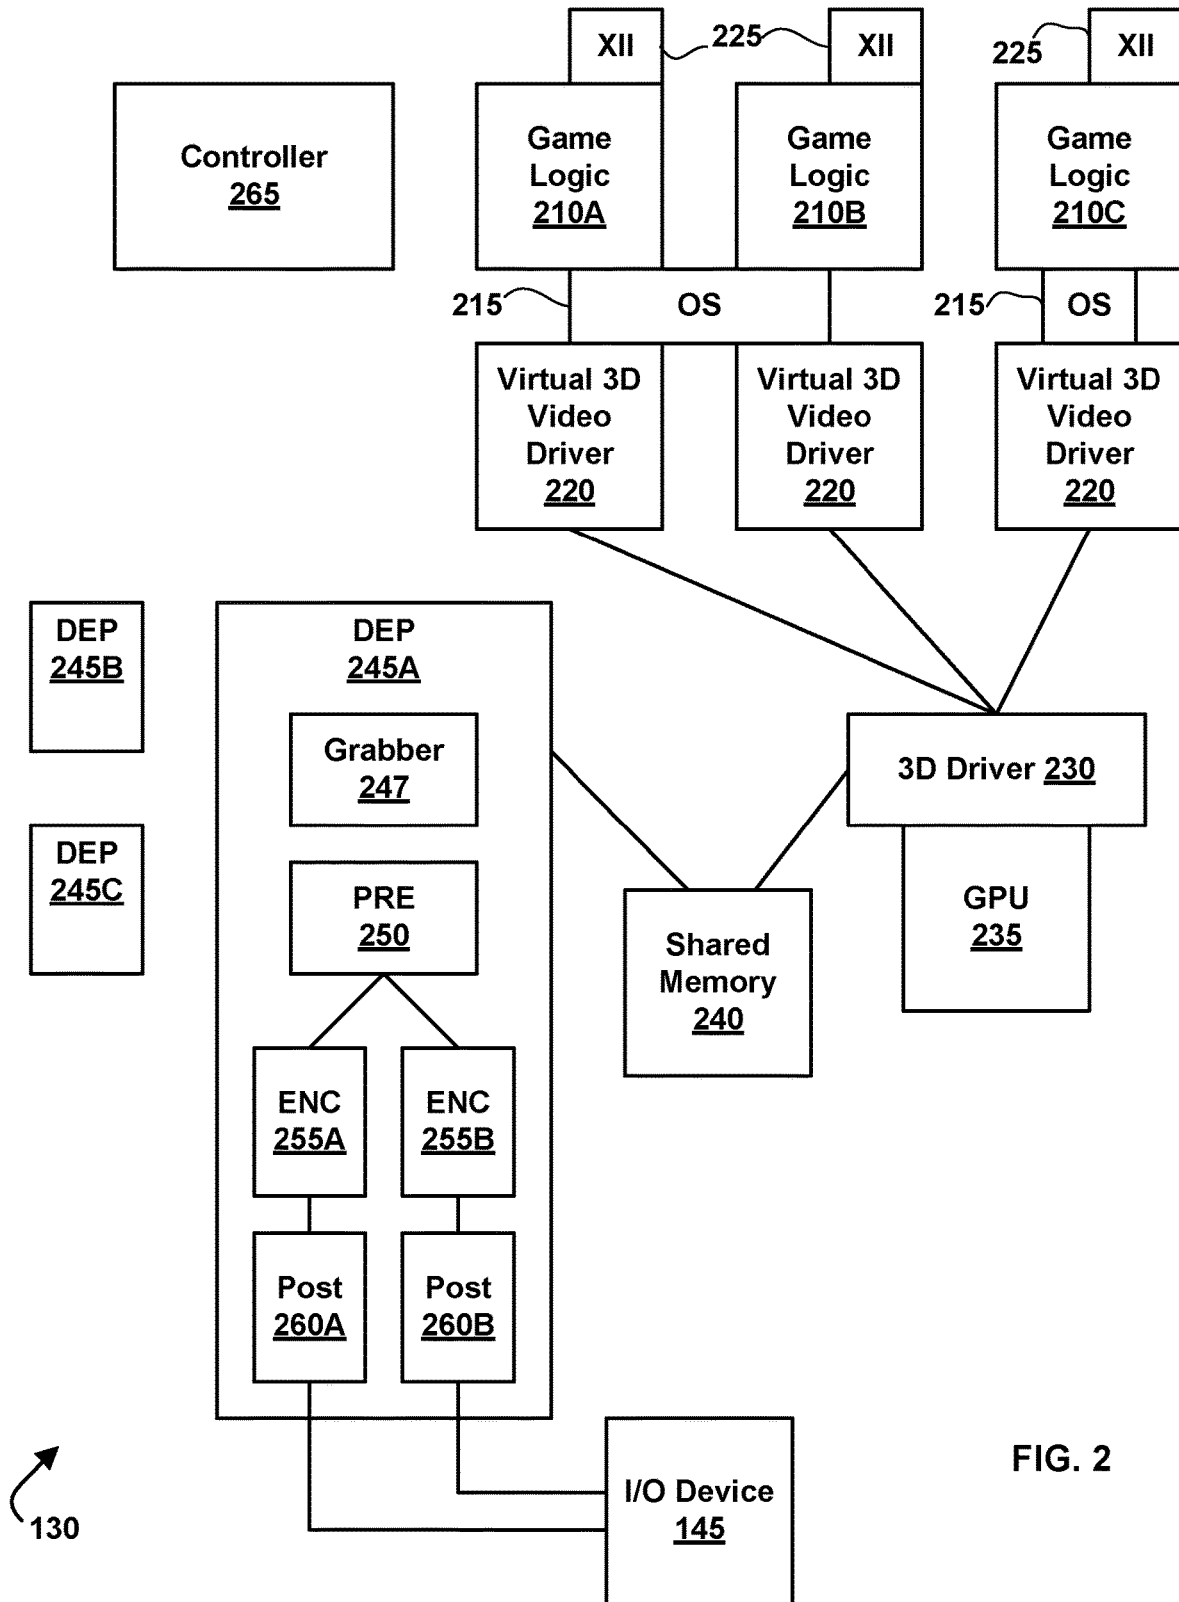 XII
225
XII
225
XII
Controller
265
Game
Logic
210A
Game
Logic
210B
Game
Logic
210C
215
OS
215
OS
Virtual 3D
Video
Driver
220
Virtual 3D
Video
Driver
220
Virtual 3D
Video
Driver
220
DEP
245B
DEP
245A
Grabber
247
3D Driver 230
DEP
245C
PRE
250
GPU
235
Shared
Memory
240
ENC
255A
ENC
255B
Post
260A
Post
260B
I/O Device
145
FIG. 2
130